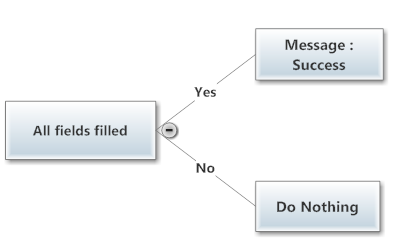 Message :
Success
Yes
All fields filled
No
Do Nothing